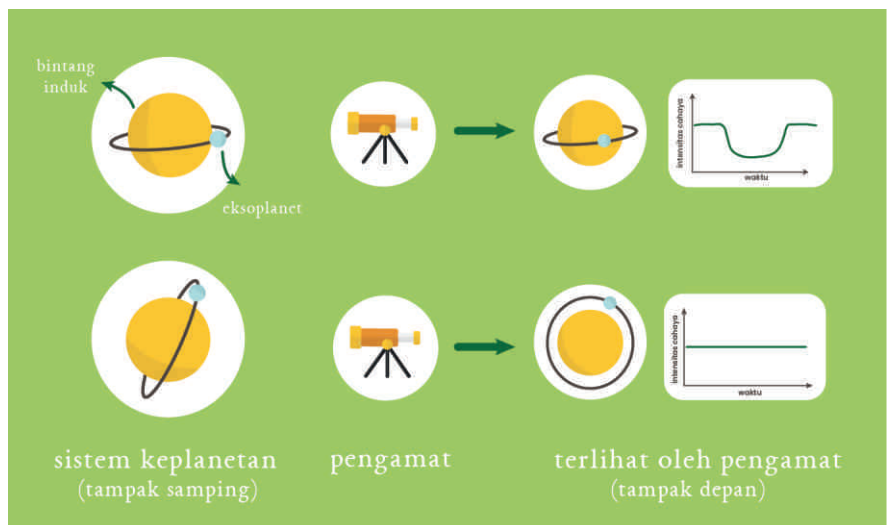 bintang
induk
eksoplanet
intensitas cahaya
waktu
intensitas cahaya
waktu
sistem keplanetan
(tampak samping)
pengamat
terlihat oleh pengamat
(tampak depan)